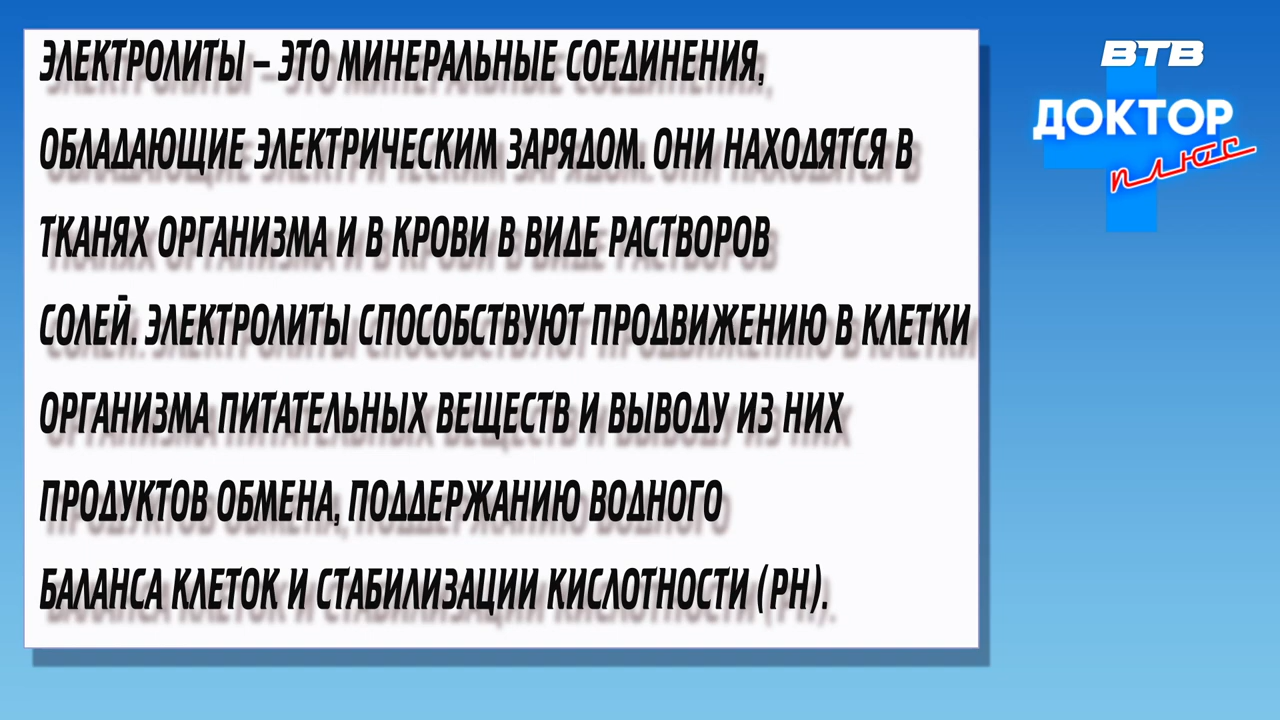 ЭЛЕКТРОЛИТЫ – ЭТО МИНЕРАЛЬНЫЕ СОЕДИНЕНИЯ,
ОБЛАДАЮЩИЕ ЭЛЕКТРИЧЕСКИМ ЗАРЯДОМ. ОНИ НАХОДЯТСЯ В
ТКАНЯХ ОРГАНИЗМА И В КРОВИ В ВИДЕ РАСТВОРОВ
СОЛЕЙ. ЭЛЕКТРОЛИТЫ СПОСОБСТВУЮТ ПРОДВИЖЕНИЮ В КЛЕТКИ
ОРГАНИЗМА ПИТАТЕЛЬНЫХ ВЕЩЕСТВ И ВЫВОДУ ИЗ НИХ
ПРОДУКТОВ ОБМЕНА, ПОДДЕРЖАНИЮ ВОДНОГО
БАЛАНСА КЛЕТОК И СТАБИЛИЗАЦИИ КИСЛОТНОСТИ (PH).
ВТВ
ДОКТОР
плюс